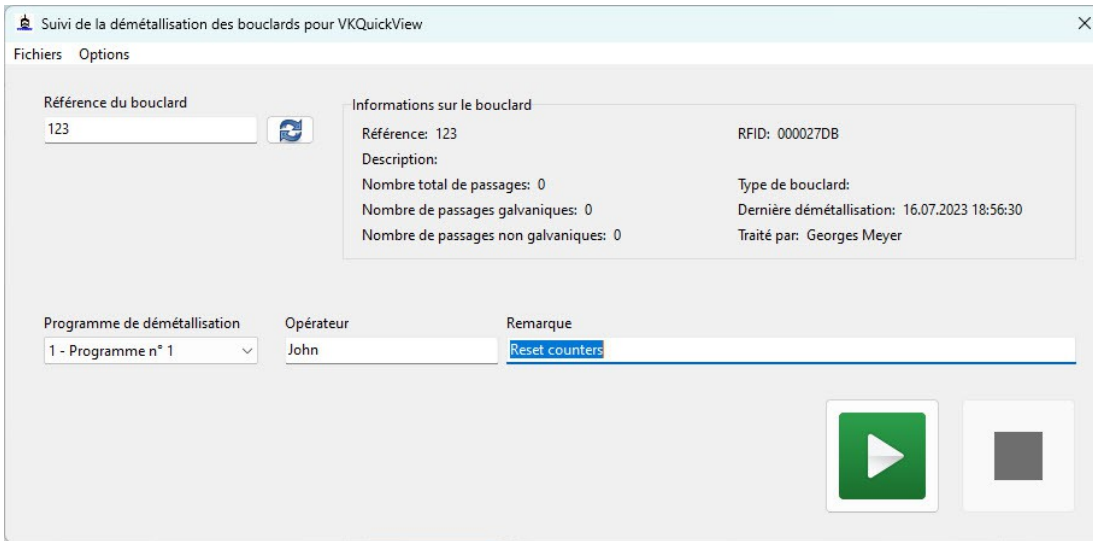 Suivi de la démétallisation des bouclards pour VKQuickView
Fichiers Options
Référence du bouclard
123
Informations sur le bouclard
Référence: 123
RFID: 000027DB
Description:
Nombre total de passages: 0
Type de bouclard:
Nombre de passages galvaniques: 0
Dernière démétallisation: 16.07.2023 18:56:30
Nombre de passages non galvaniques: 0
Traité par: Georges Meyer
Programme de démétallisation
1 - Programme n° 1
Opérateur
John
Remarque
Reset counters